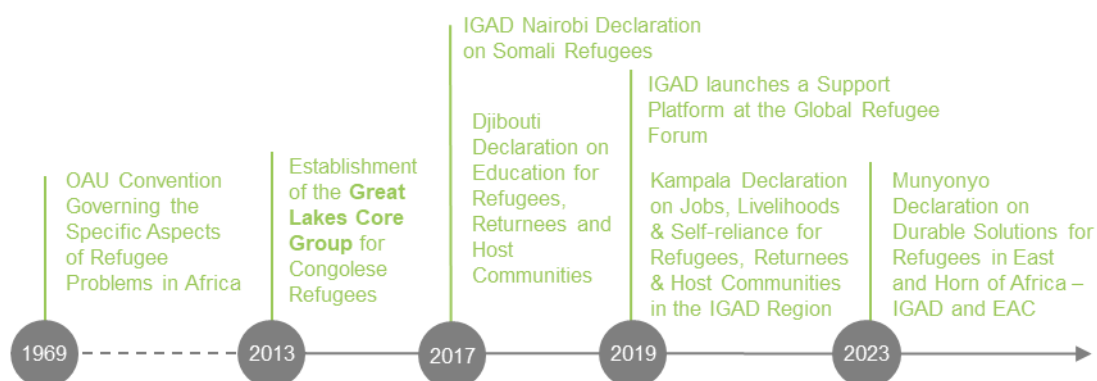 IGAD Nairobi Declaration
on Somali Refugees
IGAD launches a Support
Platform at the Global Refugee
Forum
Djibouti
Declaration on
Education for
Refugees,
Returnees and
Host
Communities
OAU Convention
Governing the
Specific Aspects
of Refugee
Problems in Africa
Establishment
of the Great
Lakes Core
Group for
Congolese
Refugees
Kampala Declaration
on Jobs, Livelihoods
& Self-reliance for
Refugees, Returnees
& Host Communities
in the IGAD Region
Munyonyo
Declaration on
Durable Solutions for
Refugees in East
and Horn of Africa –
IGAD and EAC
1969
2013
2017
2019
2023